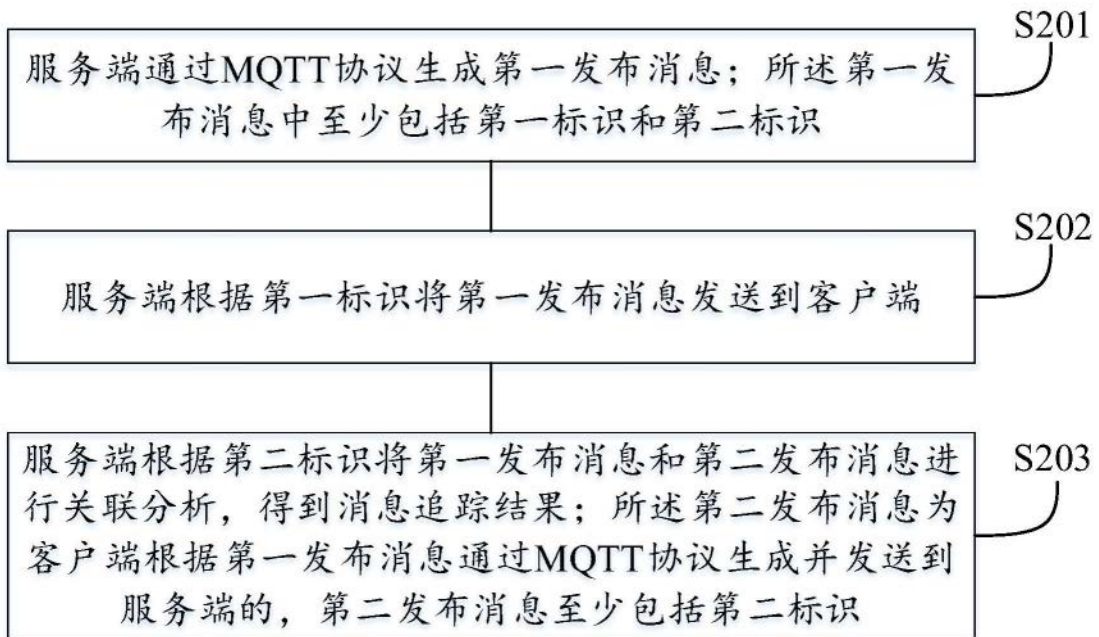 S201
服务端通过MQTT协议生成第一发布消息；所述第一发
布消息中至少包括第一标识和第二标识
S202
服务端根据第一标识将第一发布消息发送到客户端
S203
服务端根据第二标识将第一发布消息和第二发布消息进
行关联分析，得到消息追踪结果；所述第二发布消息为
客户端根据第一发布消息通过MQTT协议生成并发送到
服务端的，第二发布消息至少包括第二标识